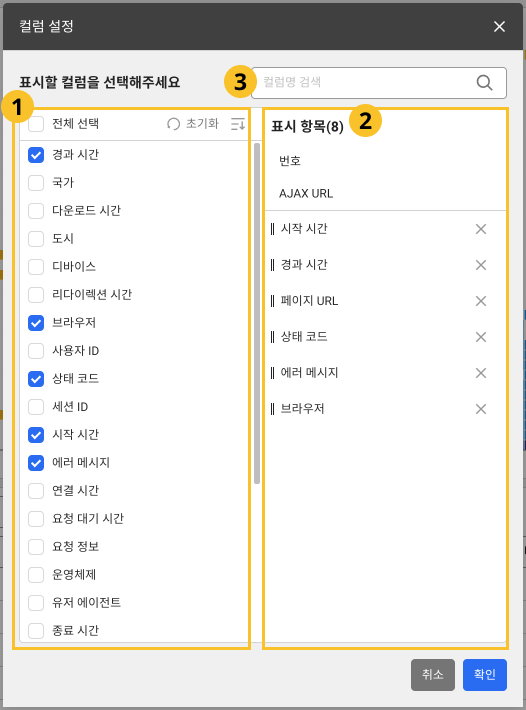 컬럼 설정
표시할 컬럼을 선택해주세요
3
컬럼명 검색
1
전체 선택
초기화
경과 시간
국가
다운로드 시간
도시
디바이스
리다이렉션 시간
브라우저
사용자 ID
상태 코드
세션 ID
시작 시간
에러 메시지
연결 시간
요청 대기 시간
요청 정보
운영체제
유저 에이전트
종료 시간
표시 항목(8)
2
번호
AJAX URL
시작 시간
경과 시간
페이지 URL
상태 코드
에러 메시지
브라우저
취소
확인